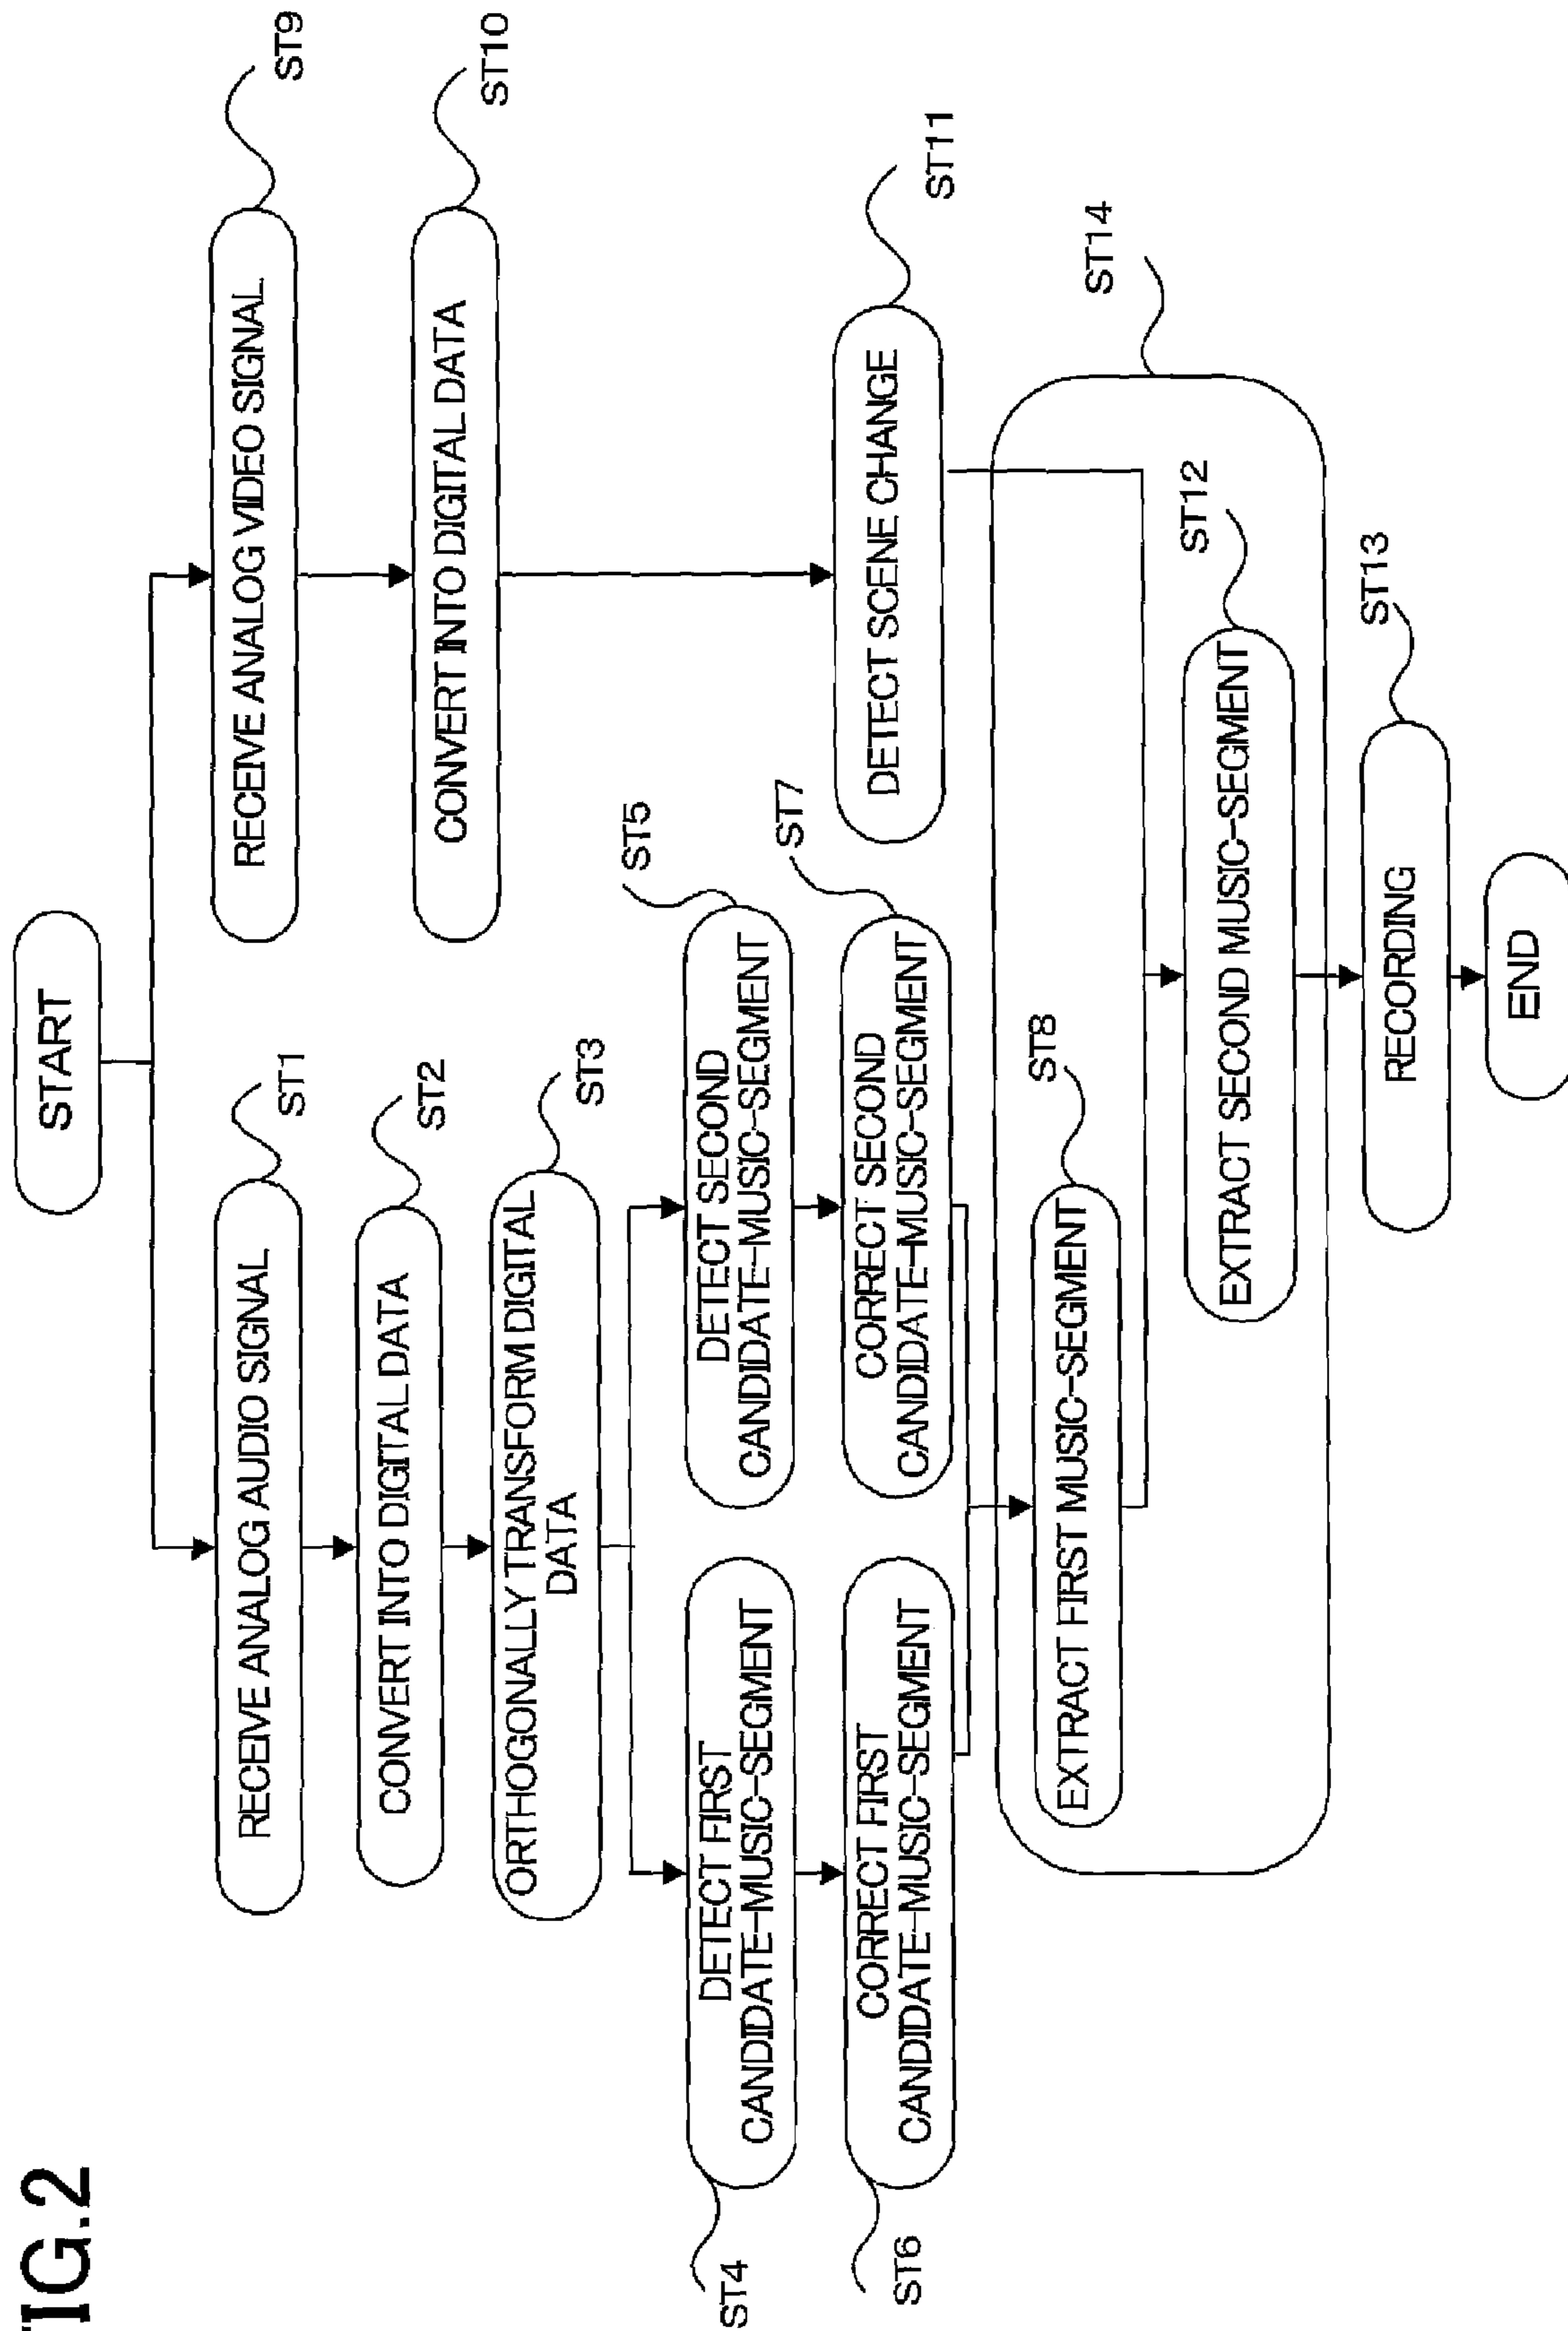 FIG.2
START
RECEIVE ANALOG AUDIO SIGNAL
ST1
RECEIVE ANALOG VIDEO SIGNAL
ST9
CONVERT INTO DIGITAL DATA
ST2
CONVERT INTO DIGITAL DATA
ST10
ORTHOGONALLY TRANSFORM DIGITAL
DATA
ST3
ST4
DETECT FIRST
CANDIDATE-MUSIC-SEGMENT
DETECT SECOND
CANDIDATE-MUSIC-SEGMENT
ST5
ST6
CORRECT FIRST
CANDIDATE-MUSIC-SEGMENT
CORRECT SECOND
CANDIDATE-MUSIC-SEGMENT
ST7
DETECT SCENE CHANGE
ST11
EXTRACT FIRST MUSIC-SEGMENT
ST8
ST14
EXTRACT SECOND MUSIC-SEGMENT
ST12
RECORDING
ST13
END